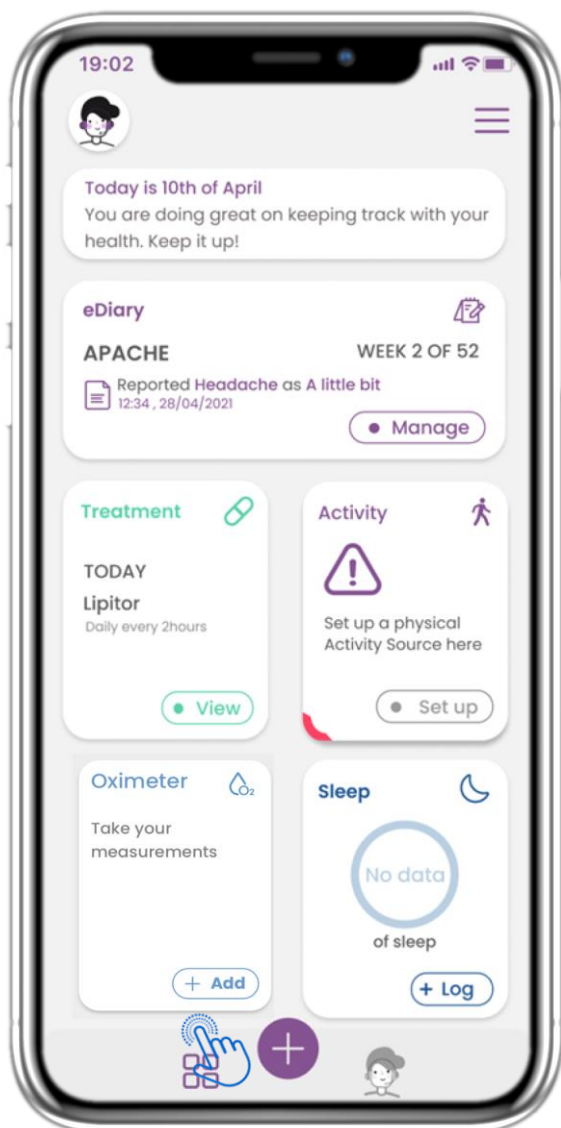 19:02
Today is 10th of April
You are doing great on keeping track with your
health. Keep it up!
eDiary
APACHE
WEEK 2 OF 52
Reported Headache as A little bit
12:34 , 28/04/2021
Manage
Treatment
TODAY
Lipitor
Daily every 2hours
View
Activity
Set up a physical
Activity Source here
Set up
Oximeter
O2
Take your
measurements
+ Add
Sleep
No data
of sleep
+ Log